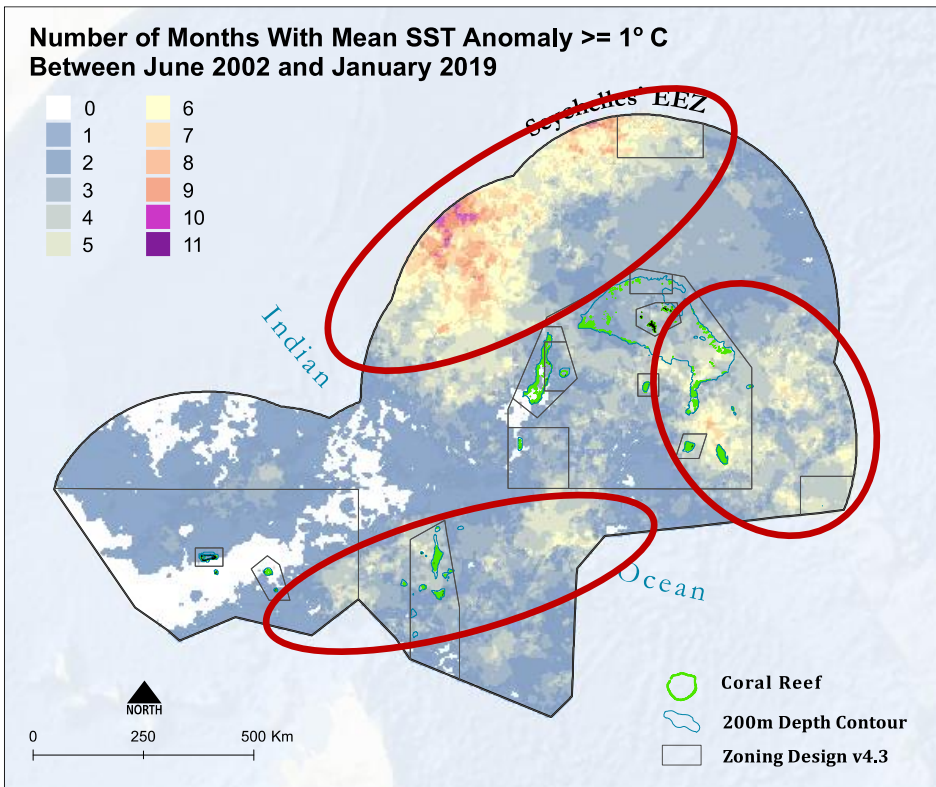 Number of Months With Mean SST Anomaly >= 1º C
Between June 2002 and January 2019
0
1
2
3
4
5
6
7
8
9
10
11
Seychelles' EEZ
Indian
Ocean
NORTH
0 250 500 Km
Coral Reef
200m Depth Contour
Zoning Design v4.3